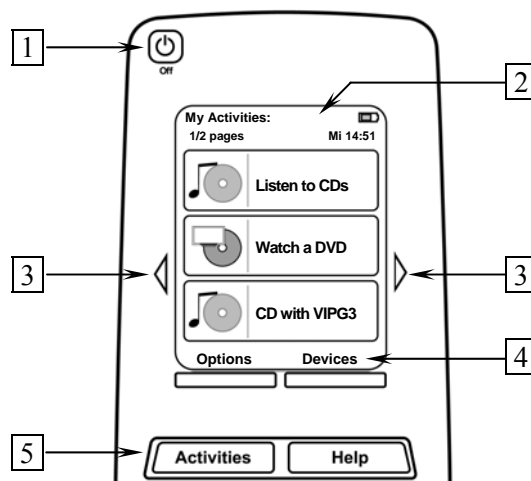 1
Off
2
My Activities:
1/2 pages Mi 14:51
Listen to CDs
Watch a DVD
3
3
CD with VIPG3
Options Devices
4
5
Activities Help